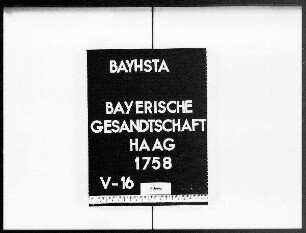 BAYHSTA
BAYERISCHE
GESANDTSCHAFT
HAAG
1758
V-16